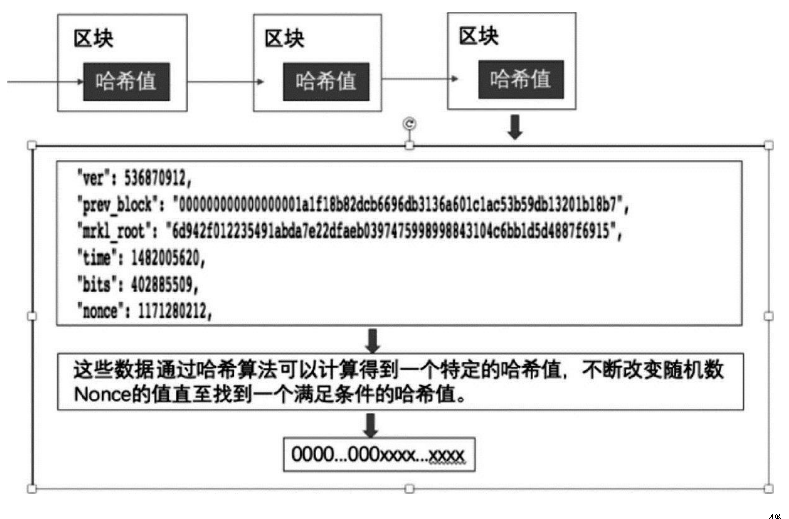 区块
区块
区块
哈希值
哈希值
哈希值
"ver": 536870912,
"prev_block": "000000000000000001a1f18b82dcb6696db3136a601c1ac53b59db13201b18b7",
"mrkl_root": "6d942f012235491abda7e22dfaeb0397475998998843104c6bb1d5d4887f6915",
"time": 1482005620,
"bits": 402885509,
"nonce": 1171280212,
这些数据通过哈希算法可以计算得到一个特定的哈希值，不断改变随机数
Nonce的值直至找到一个满足条件的哈希值。
0000...000xxxx...xxxx